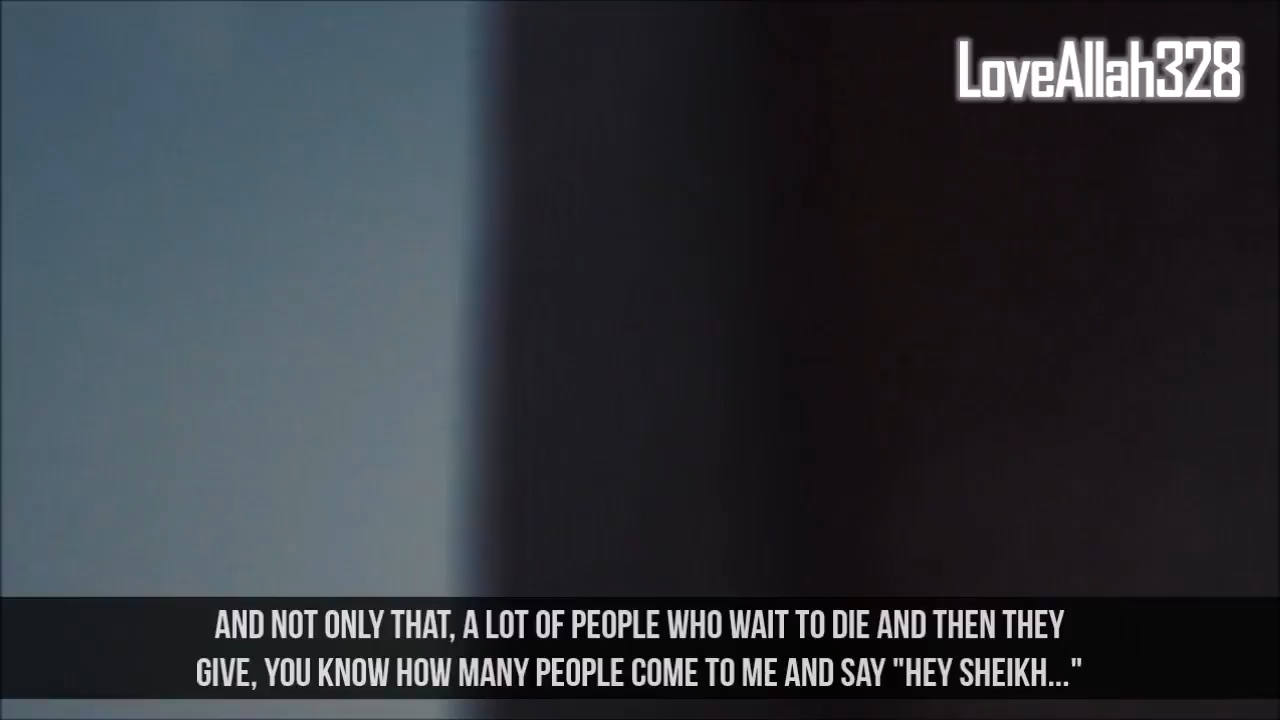 LoveAllah328
AND NOT ONLY THAT, A LOT OF PEOPLE WHO WAIT TO DIE AND THEN THEY
GIVE, YOU KNOW HOW MANY PEOPLE COME TO ME AND SAY "HEY SHEIKH..."